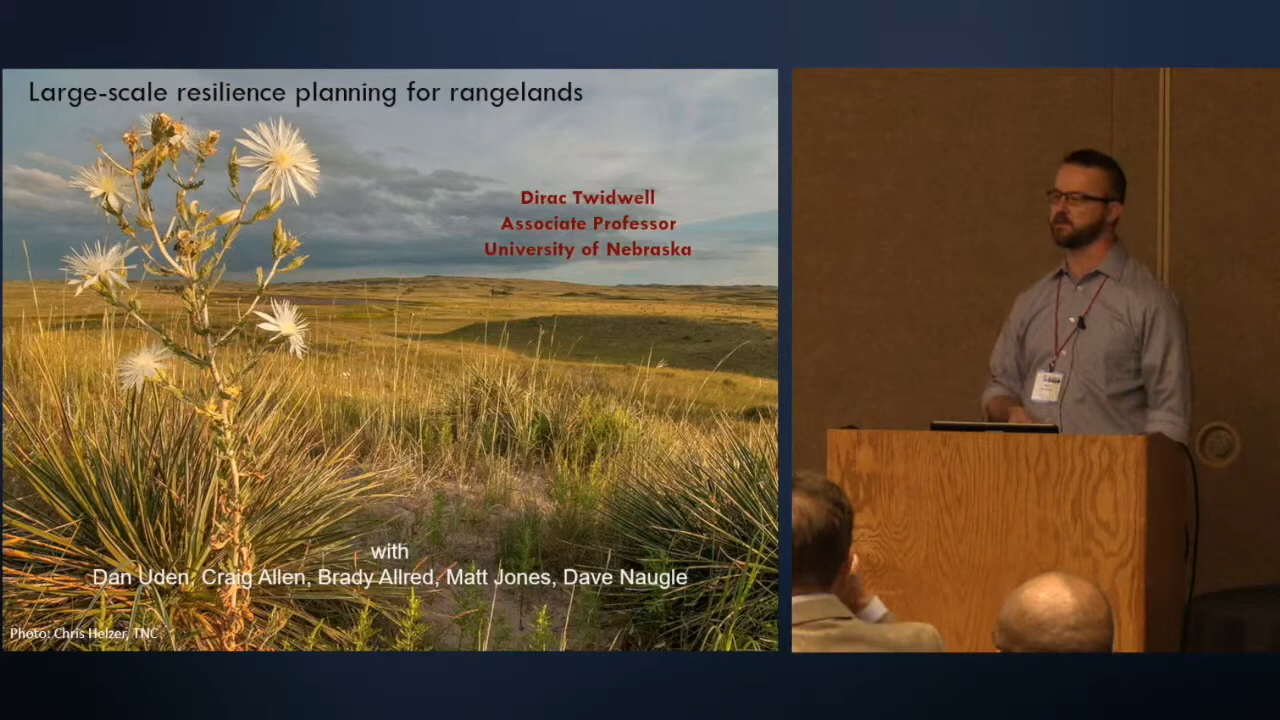 Large-scale resilience planning for rangelands
Dirac Twidwell
Associate Professor
University of Nebraska
with
Dan Uden, Craig Allen, Brady Allred, Matt Jones, Dave Naugle
Photo: Chris Helzer, TNC